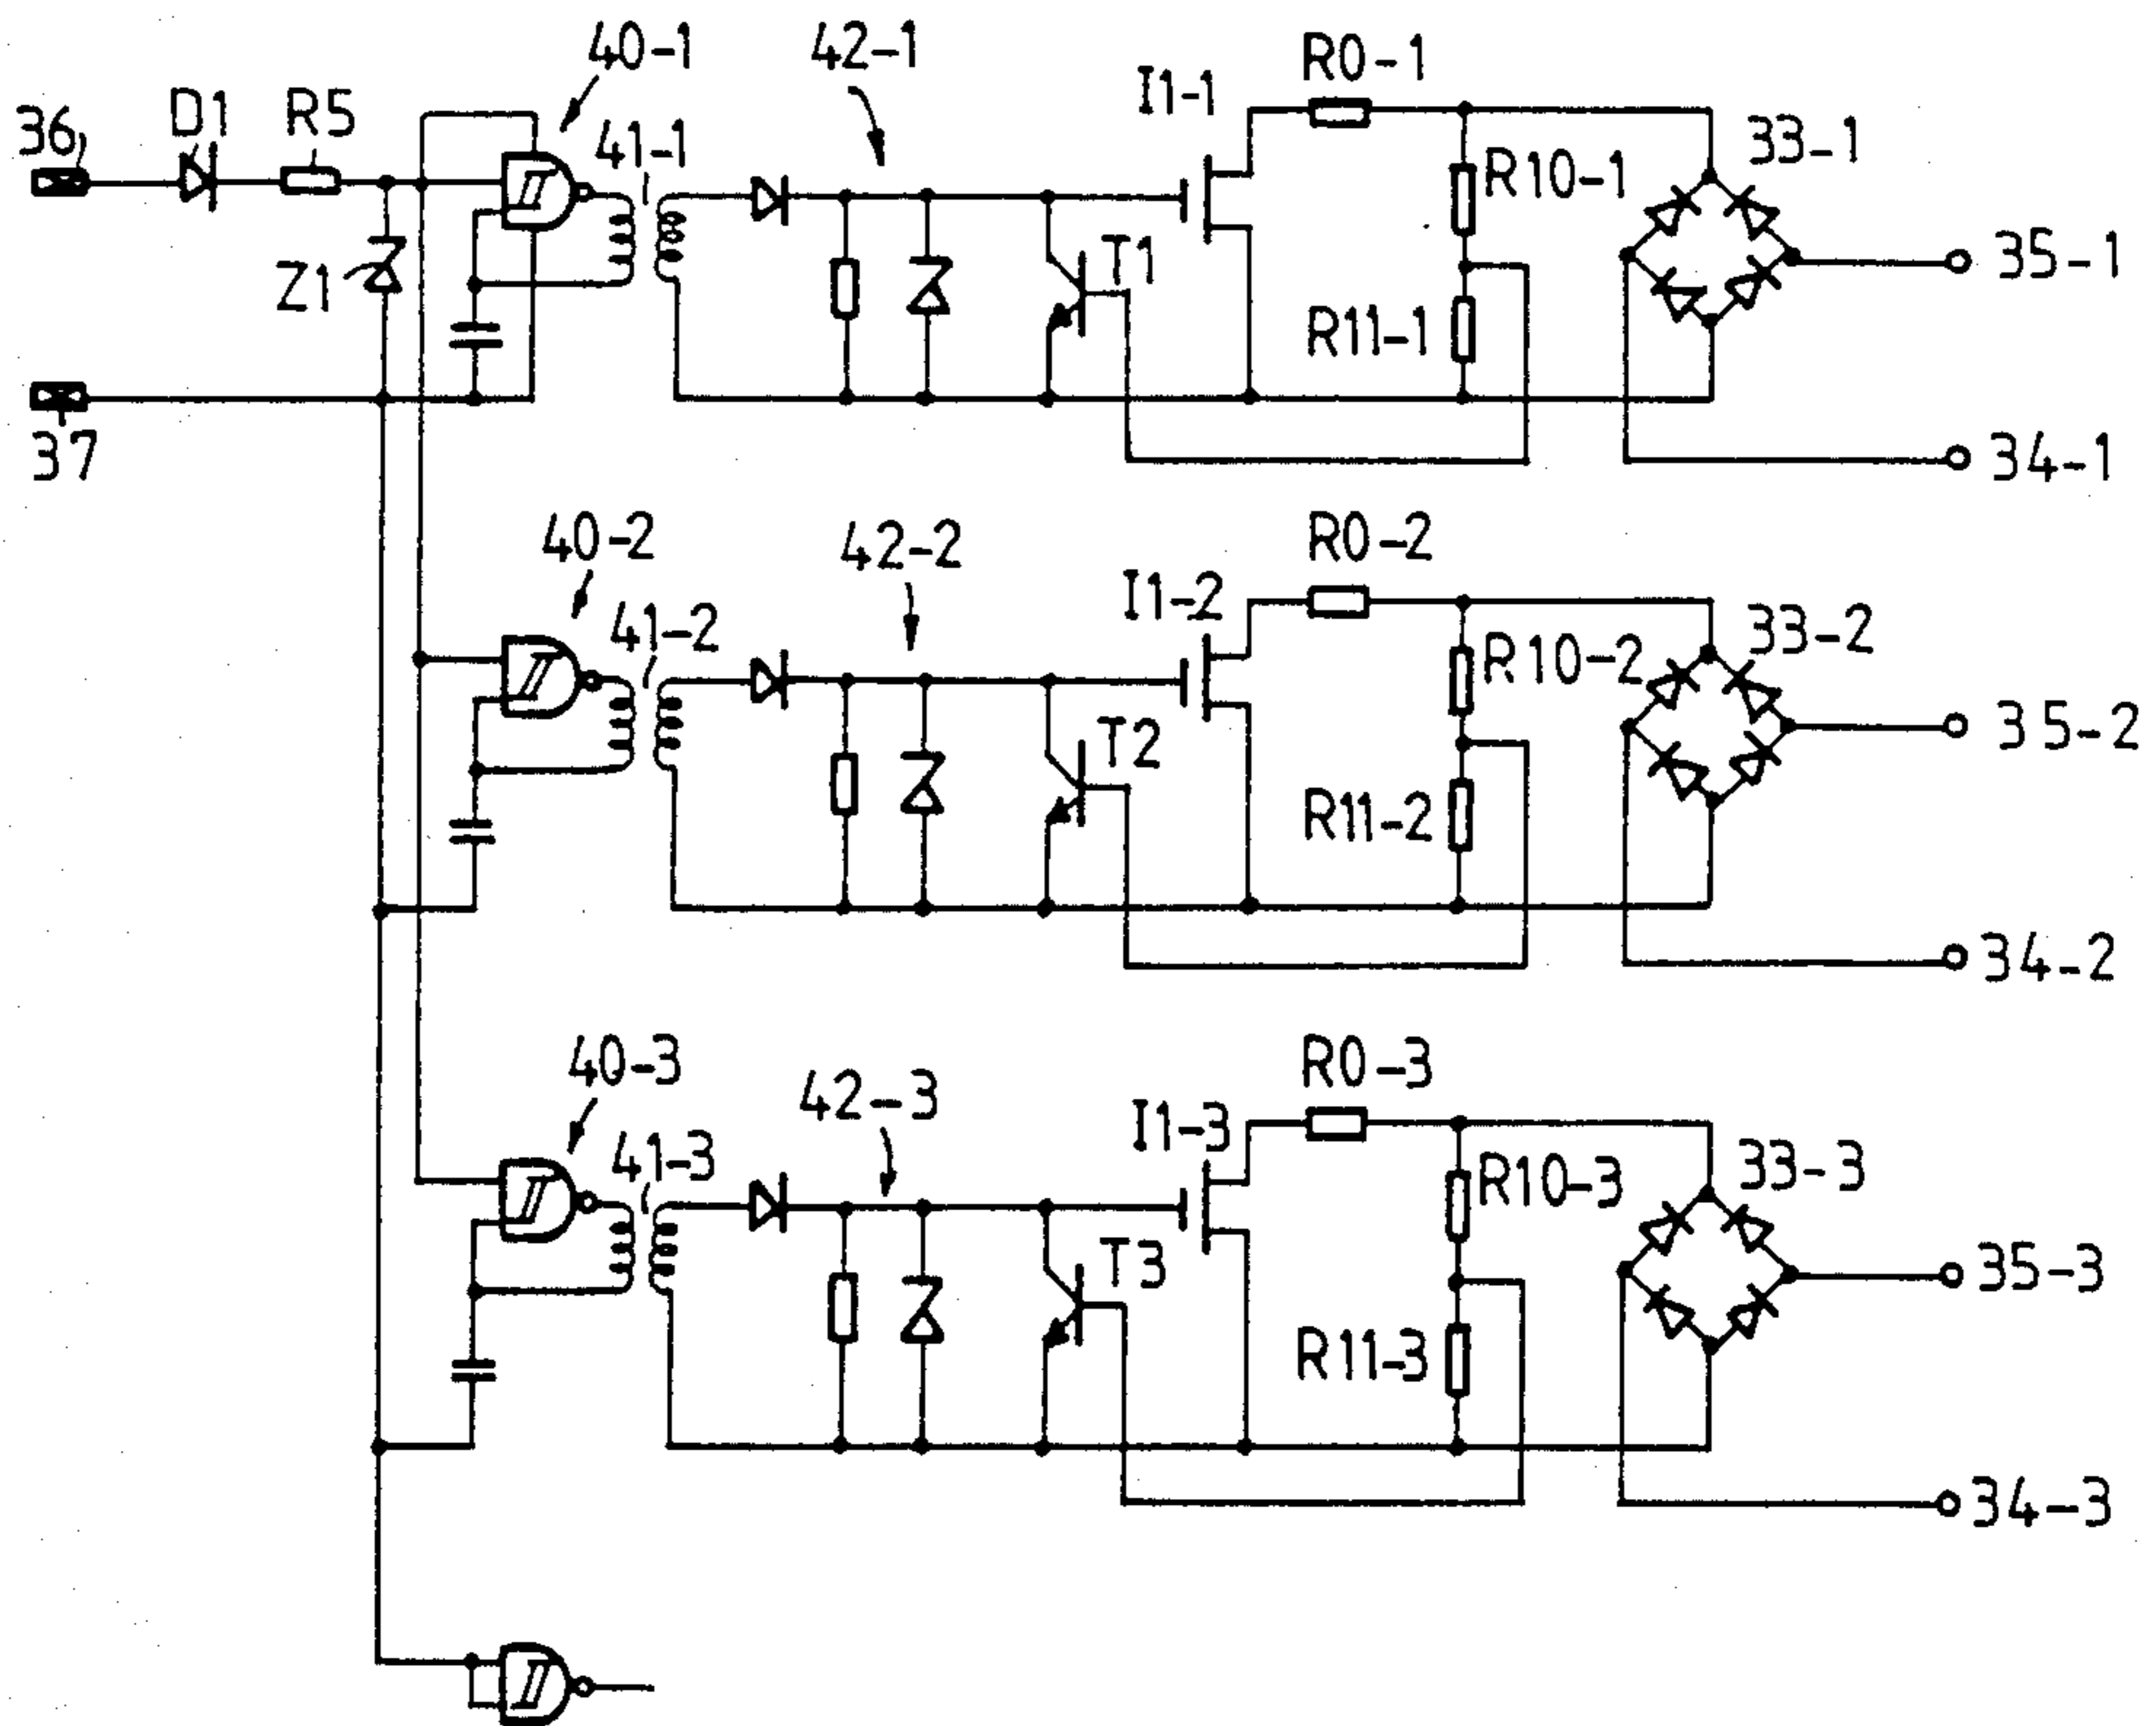 40-1
42-1
R0-1
I1-1
D1
R5
36
41-1
33-1
R10-1
35-1
T1
Z1
R11-1
37
34-1
40-2
42-2
R0-2
I1-2
41-2
33-2
R10-2
35-2
T2
R11-2
34-2
40-3
42-3
R0-3
I1-3
41-3
33-3
R10-3
35-3
T3
R11-3
34-3